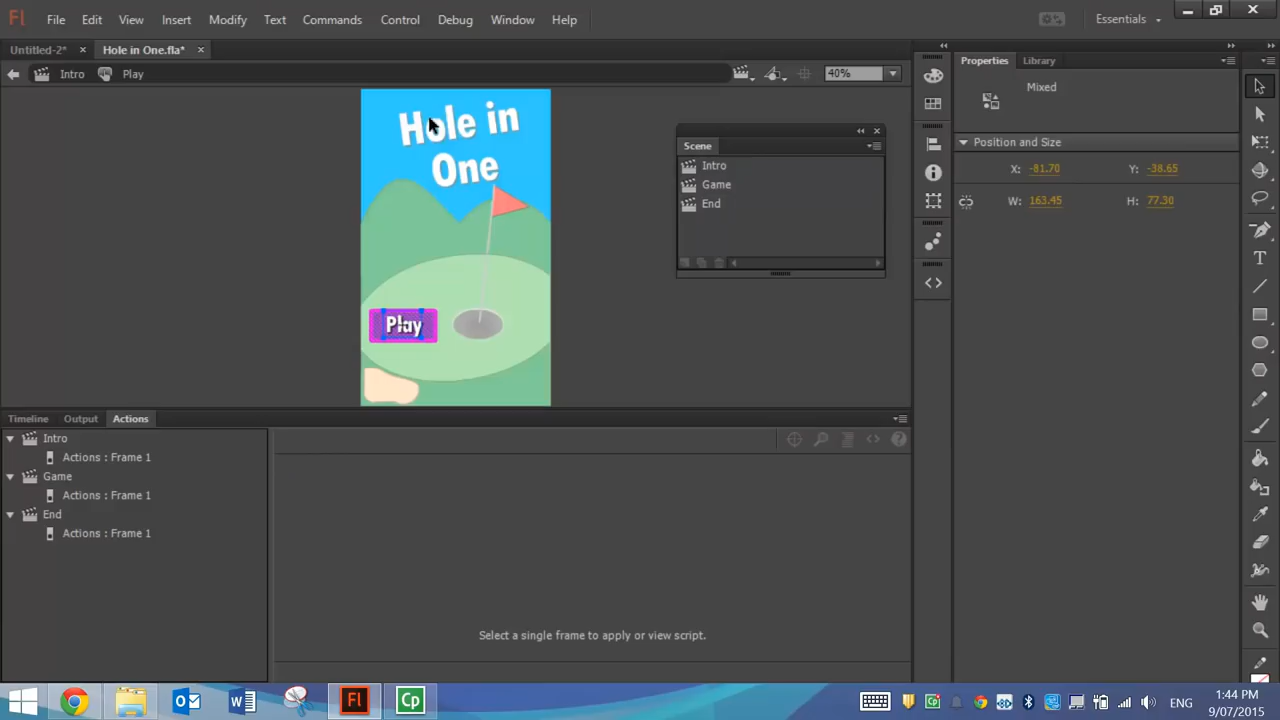 Fl File Edit View Insert Modify Text Commands Control Debug Window Help Essentials
Untitled-2* × Hole in One.fla* ×
Intro Play 40%
Properties Library
Mixed
Position and Size
X: -81.70 Y: -38.65
W: 163.45 H: 77.30
Hole in
One
Play
Scene
Intro
Game
End
Timeline Output Actions
Intro
Actions : Frame 1
Game
Actions : Frame 1
End
Actions : Frame 1
Select a single frame to apply or view script.
Fl Cp ENG 1:44 PM
9/07/2015